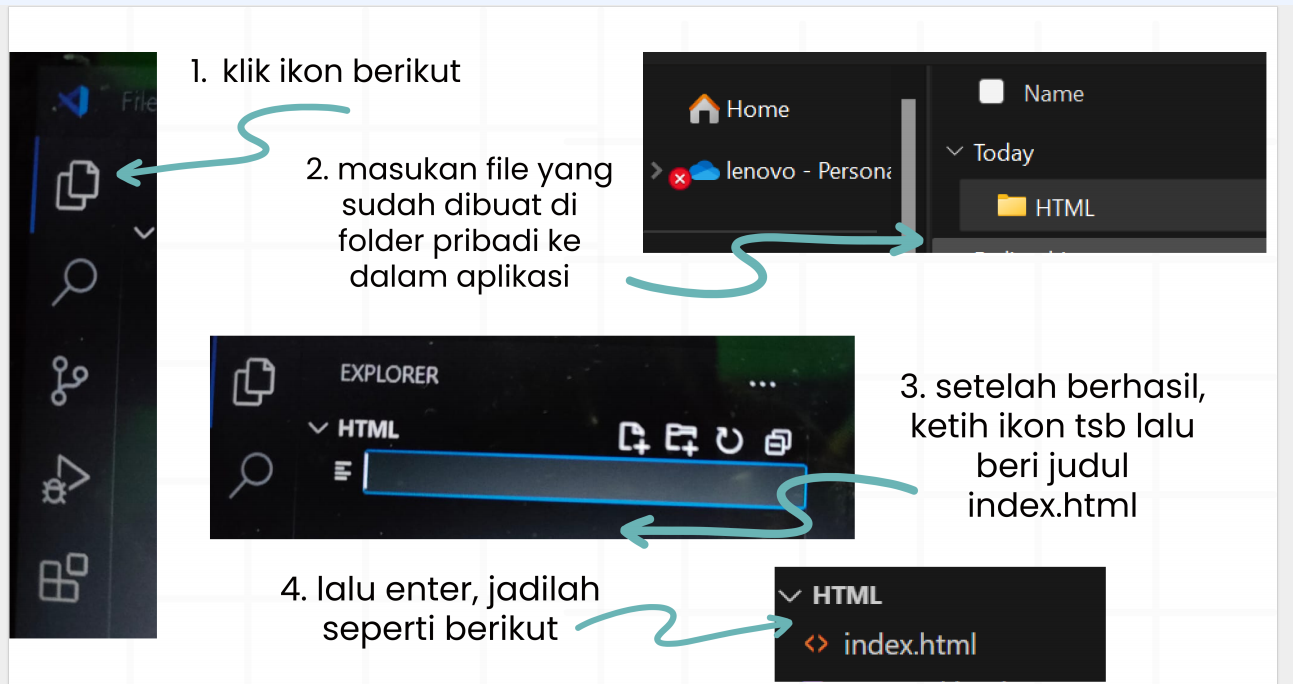 File
1. klik ikon berikut
Home
lenovo - Persona
Name
Today
HTML
2. masukan file yang
sudah dibuat di
folder pribadi ke
dalam aplikasi
EXPLORER
HTML
3. setelah berhasil,
ketih ikon tsb lalu
beri judul
index.html
4. lalu enter, jadilah
seperti berikut
HTML
index.html